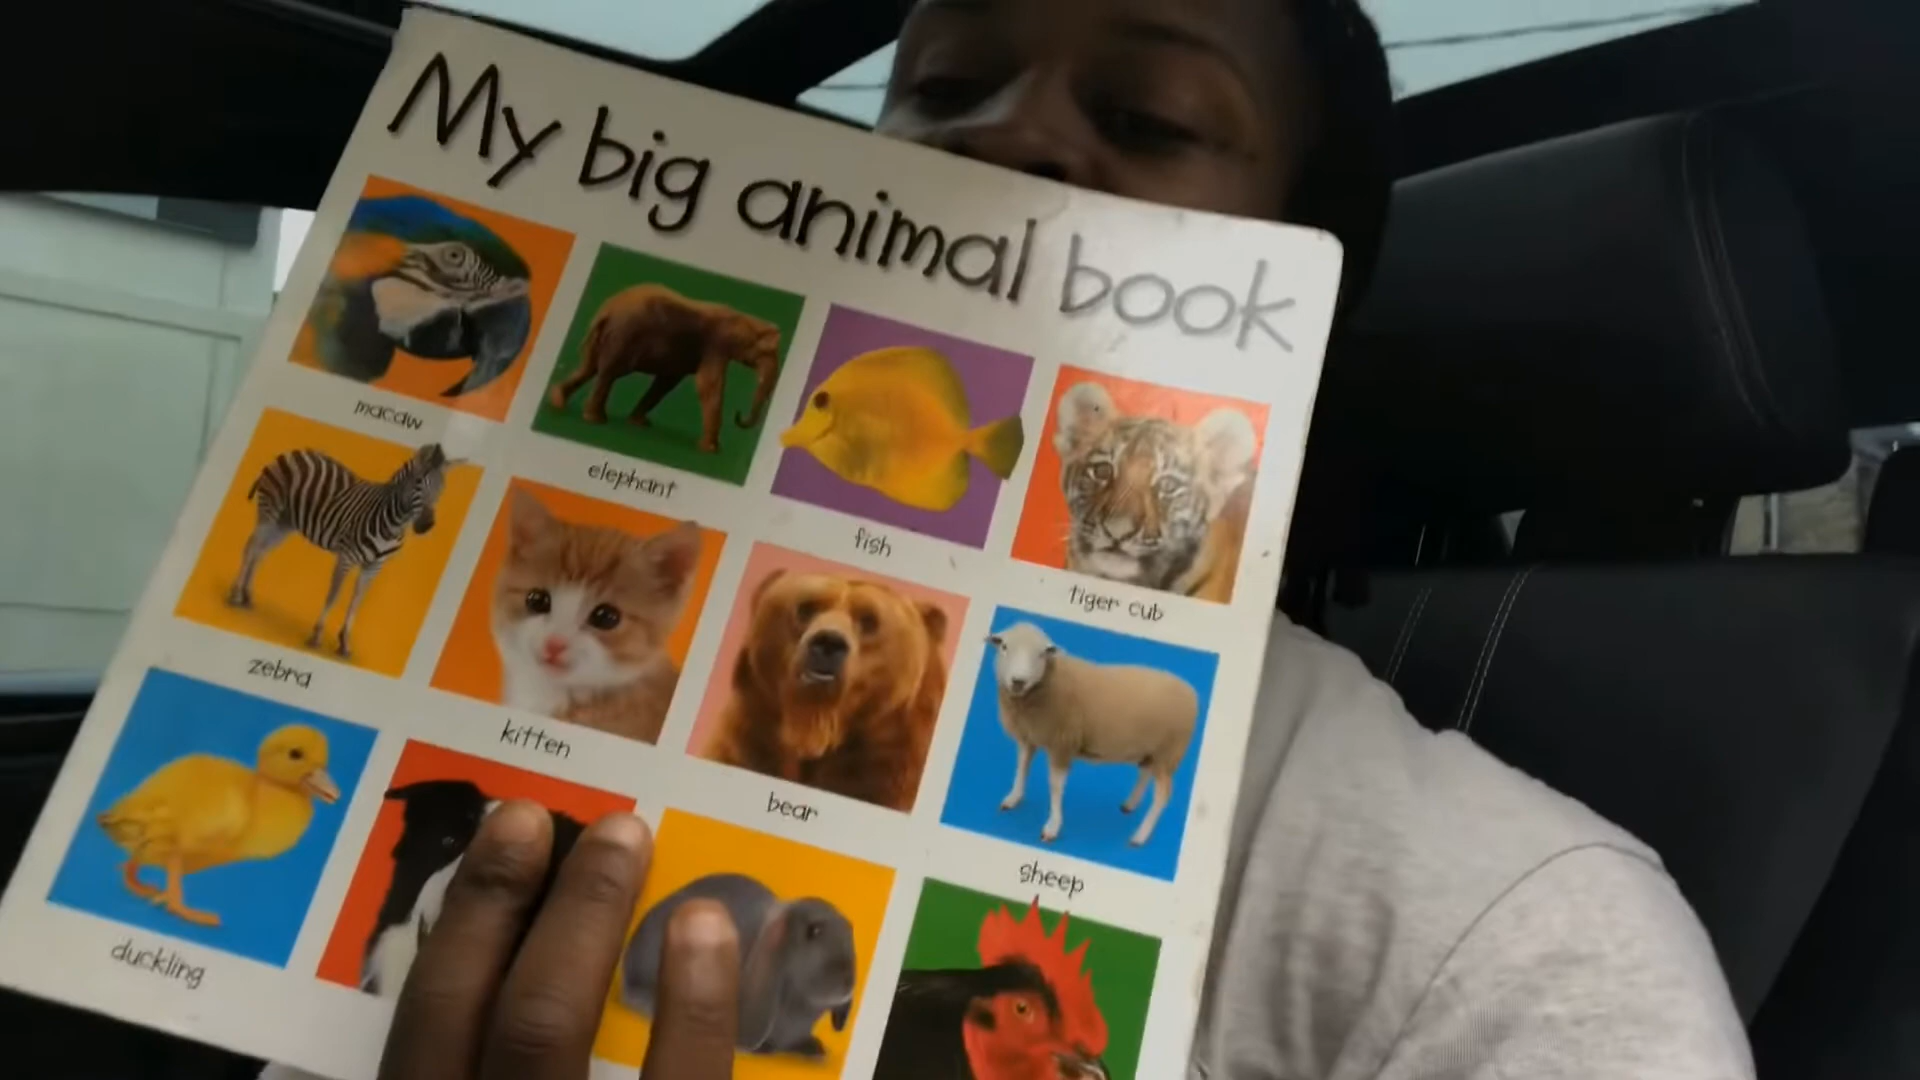 My big animal book
macaw
elephant
fish
tiger cub
zebra
kitten
bear
sheep
duckling